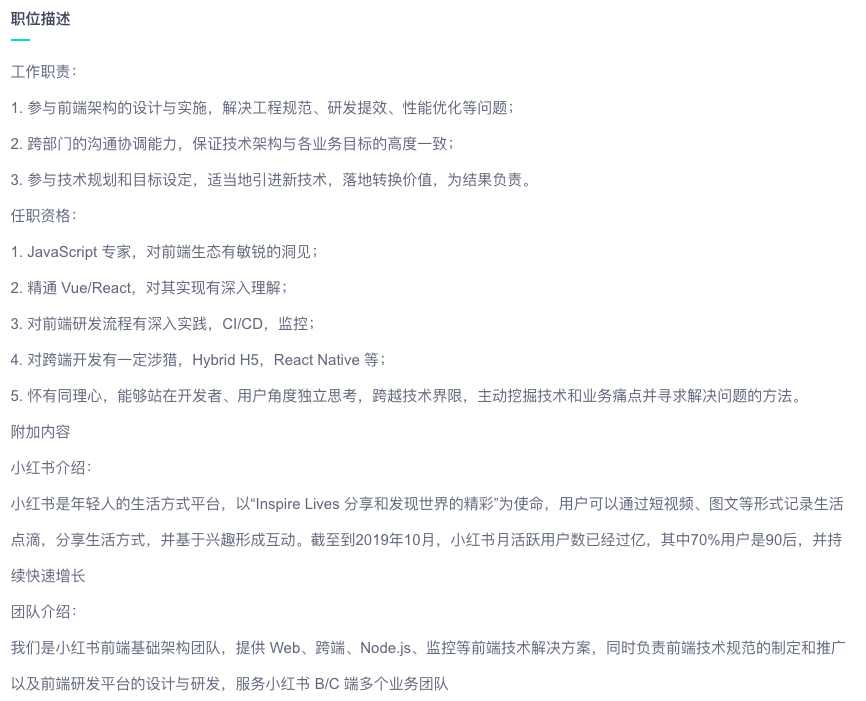 职位描述
工作职责：
1. 参与前端架构的设计与实施，解决工程规范、研发提效、性能优化等问题；
2. 跨部门的沟通协调能力，保证技术架构与各业务目标的高度一致；
3. 参与技术规划和目标设定，适当地引进新技术，落地转换价值，为结果负责。
任职资格：
1. JavaScript 专家，对前端生态有敏锐的洞见；
2. 精通 Vue/React，对其实现有深入理解；
3. 对前端研发流程有深入实践，CI/CD，监控；
4. 对跨端开发有一定涉猎，Hybrid H5，React Native 等；
5. 怀有同理心，能够站在开发者、用户角度独立思考，跨越技术界限，主动挖掘技术和业务痛点并寻求解决问题的方法。
附加内容
小红书介绍：
小红书是年轻人的生活方式平台，以“Inspire Lives 分享和发现世界的精彩”为使命，用户可以通过短视频、图文等形式记录生活
点滴，分享生活方式，并基于兴趣形成互动。截至到2019年10月，小红书月活跃用户数已经过亿，其中70%用户是90后，并持
续快速增长
团队介绍：
我们是小红书前端基础架构团队，提供 Web、跨端、Node.js、监控等前端技术解决方案，同时负责前端技术规范的制定和推广
以及前端研发平台的设计与研发，服务小红书 B/C 端多个业务团队